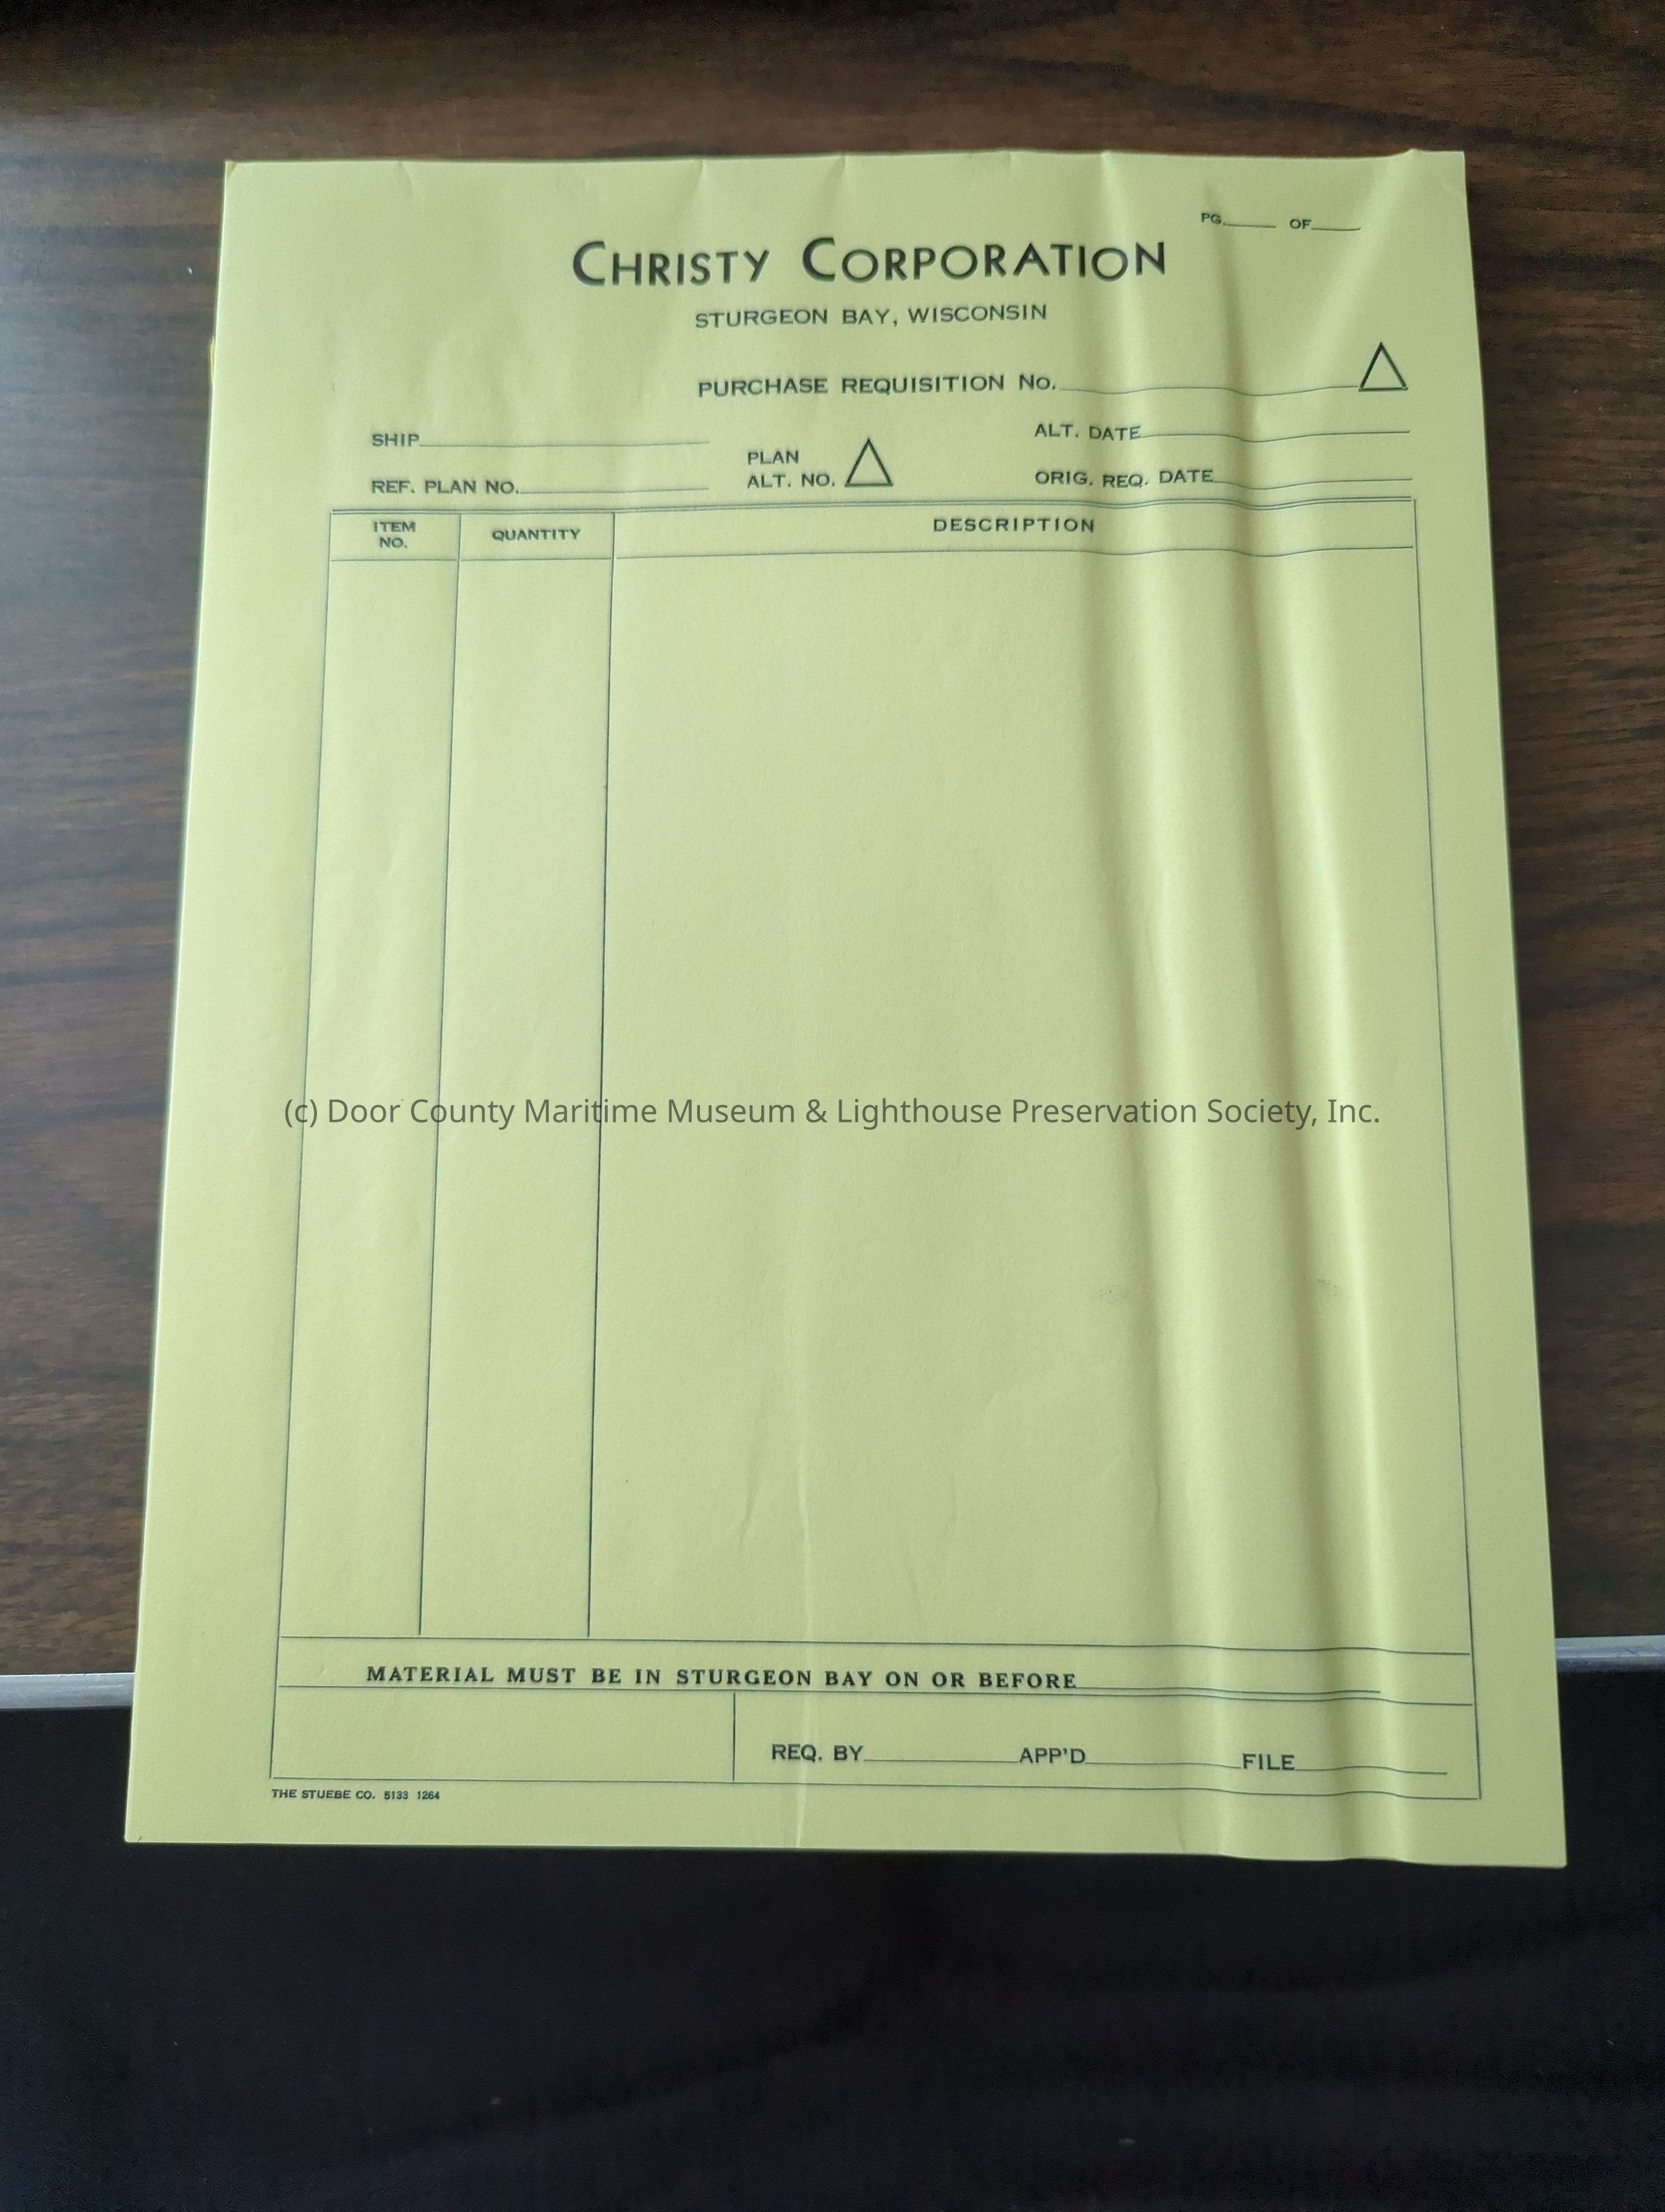 PG. OF
CHRISTY CORPORATION
STURGEON BAY, WISCONSIN
PURCHASE REQUISITION No.
SHIP
PLAN
ALT. NO.
ALT. DATE
REF. PLAN NO.
ORIG. REQ. DATE
ITEM
NO.
QUANTITY
DESCRIPTION
(c) Door County Maritime Museum & Lighthouse Preservation Society, Inc.
MATERIAL MUST BE IN STURGEON BAY ON OR BEFORE
REQ. BY APP'D FILE
THE STUEBE CO. 5133 1264